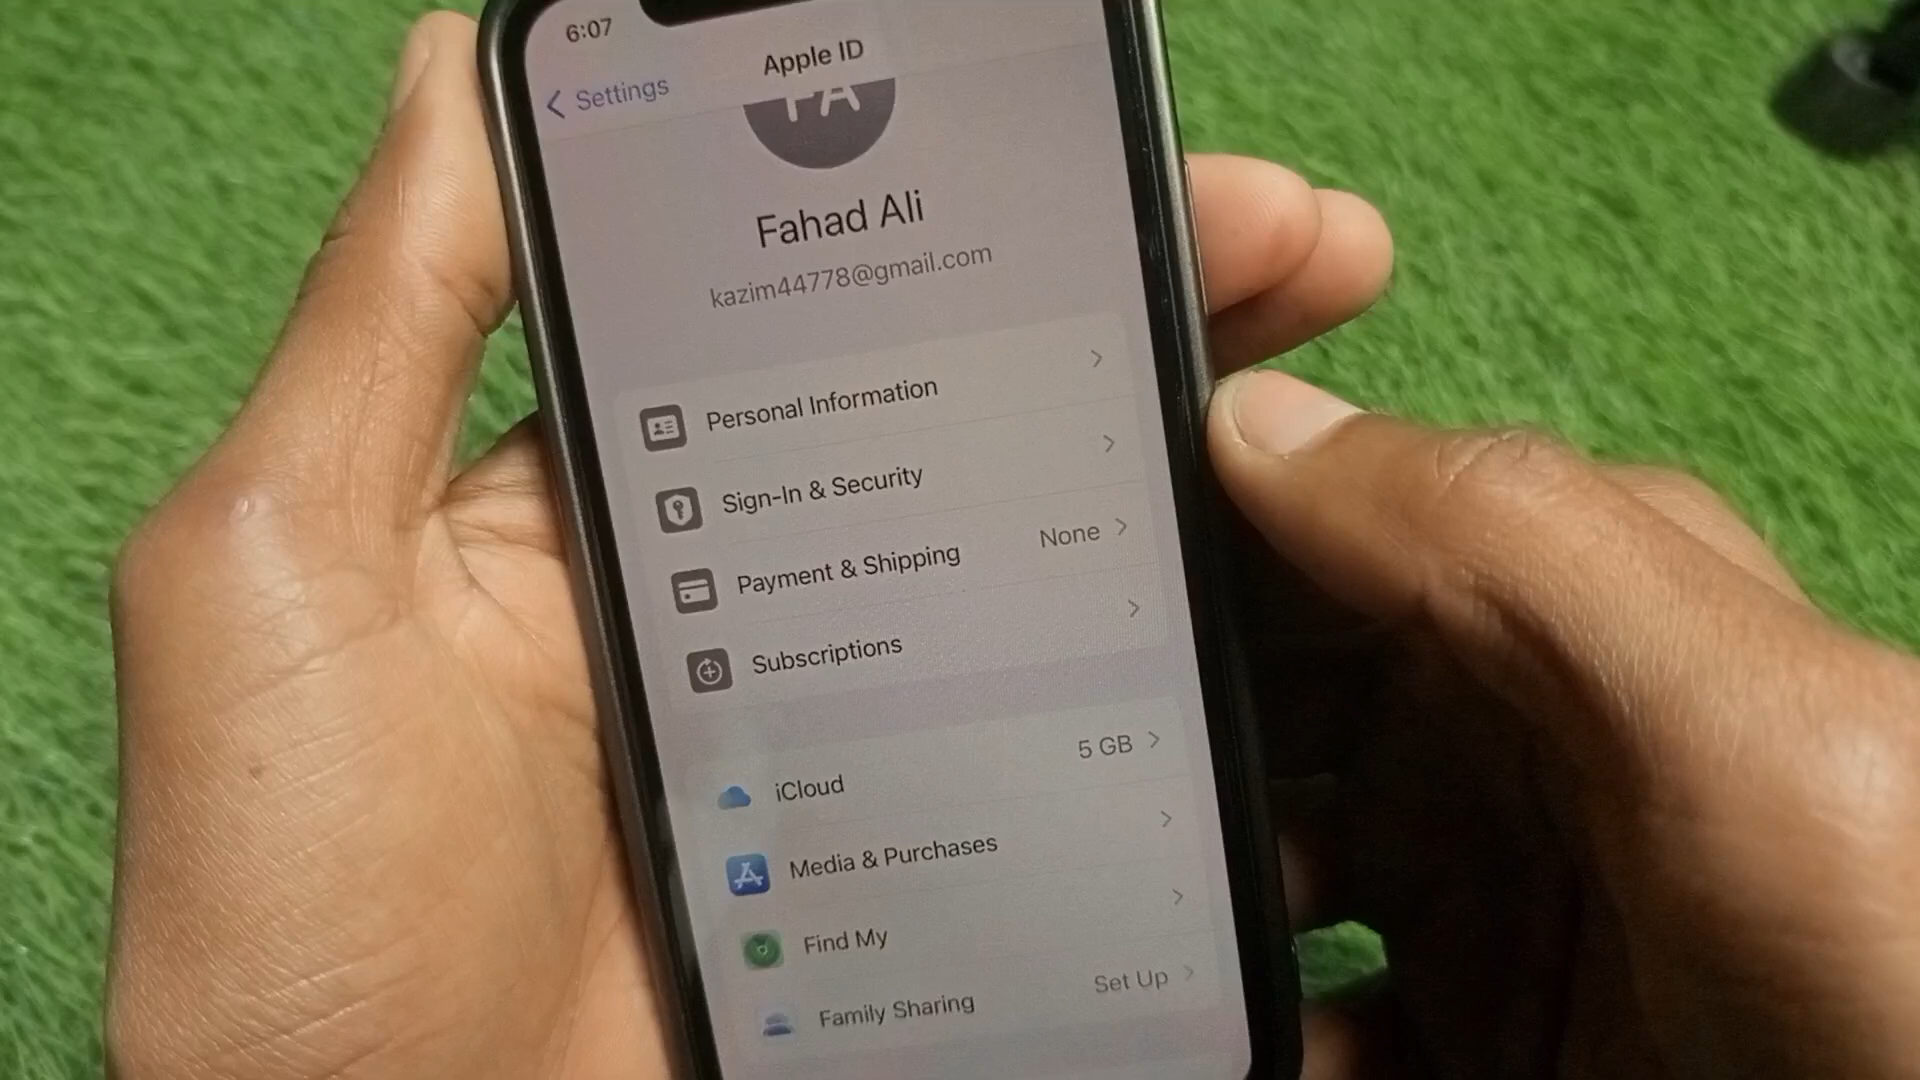 6:07
Apple ID
Settings
FA
Fahad Ali
kazim44778@gmail.com
Personal Information
Sign-In & Security
Payment & Shipping None
Subscriptions
iCloud 5 GB
Media & Purchases
Find My
Family Sharing Set Up